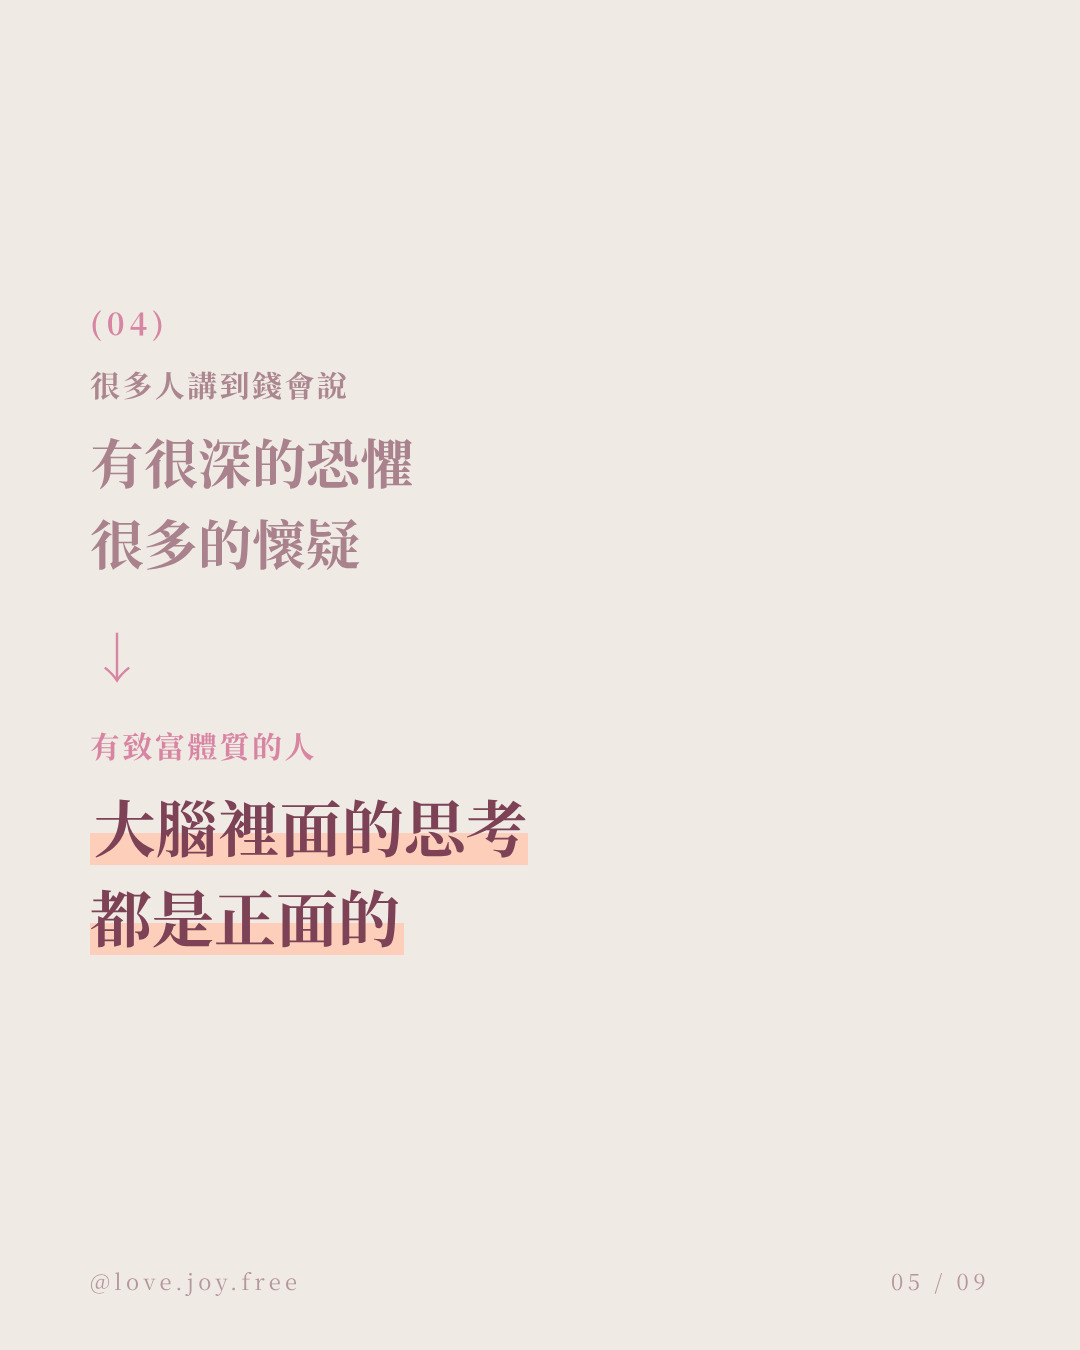 (04)
很多人講到錢會說
有很深的恐懼
很多的懷疑
↓
有致富體質的人
大腦裡面的思考
都是正面的
@love.joy.free
05 / 09